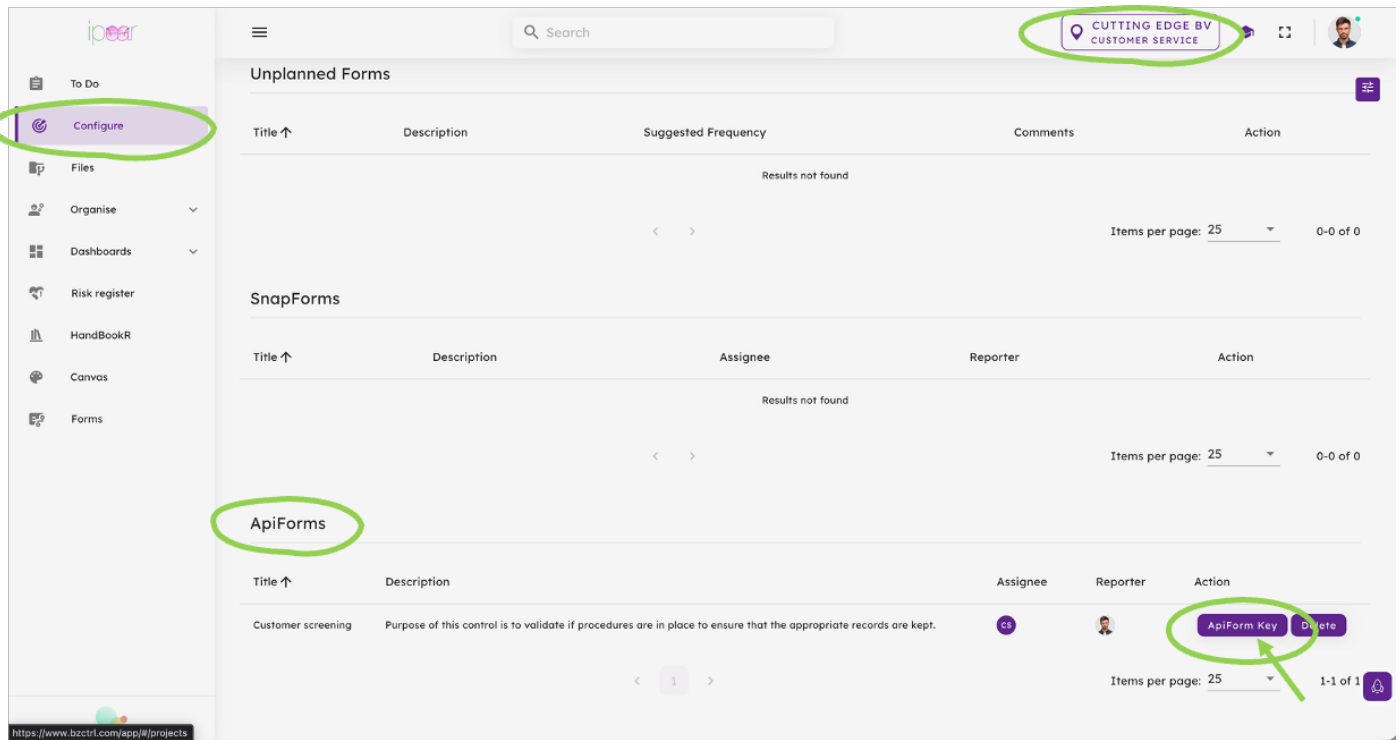 ipear
Search
CUTTING EDGE BV
CUSTOMER SERVICE
To Do
Configure
Files
Organise
Dashboards
Risk register
HandBookR
Canvas
Forms
Unplanned Forms
Title Description Suggested Frequency Comments Action
Results not found
Items per page: 25 0-0 of 0
SnapForms
Title Description Assignee Reporter Action
Results not found
Items per page: 25 0-0 of 0
ApiForms
Title Description Assignee Reporter Action
Customer screening Purpose of this control is to validate if procedures are in place to ensure that the appropriate records are kept. CS ApiForm Key Delete
1 Items per page: 25 1-1 of 1
https://www.bzctrl.com/app/#/projects